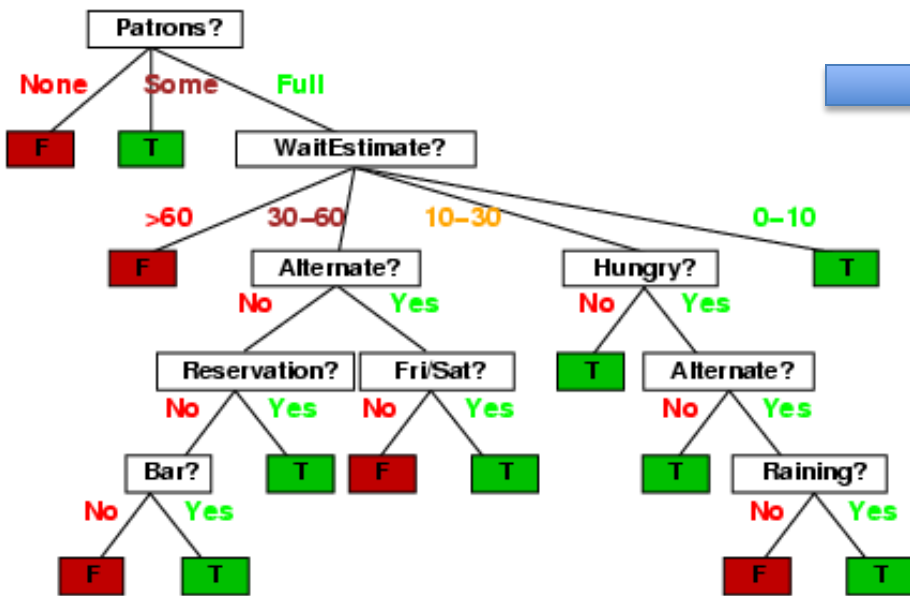 Patrons?
None Some Full
F T WaitEstimate?
>60 30–60 10–30 0–10
F Alternate? Hungry? T
No Yes No Yes
Reservation? Fri/Sat? T Alternate?
No Yes No Yes No Yes
Bar? T F T T Raining?
No Yes No Yes
F T F T